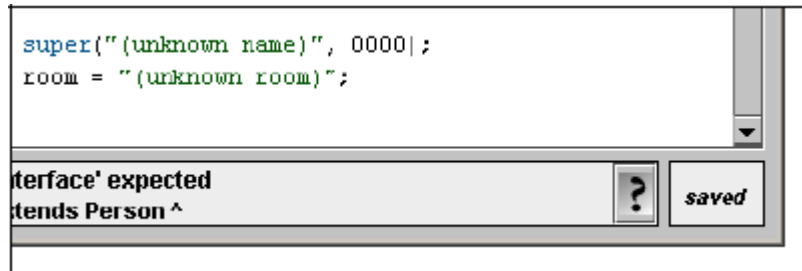 super("(unknown name)", 0000|;
room = "(unknown room)";
terface' expected
tends Person ^
?
saved